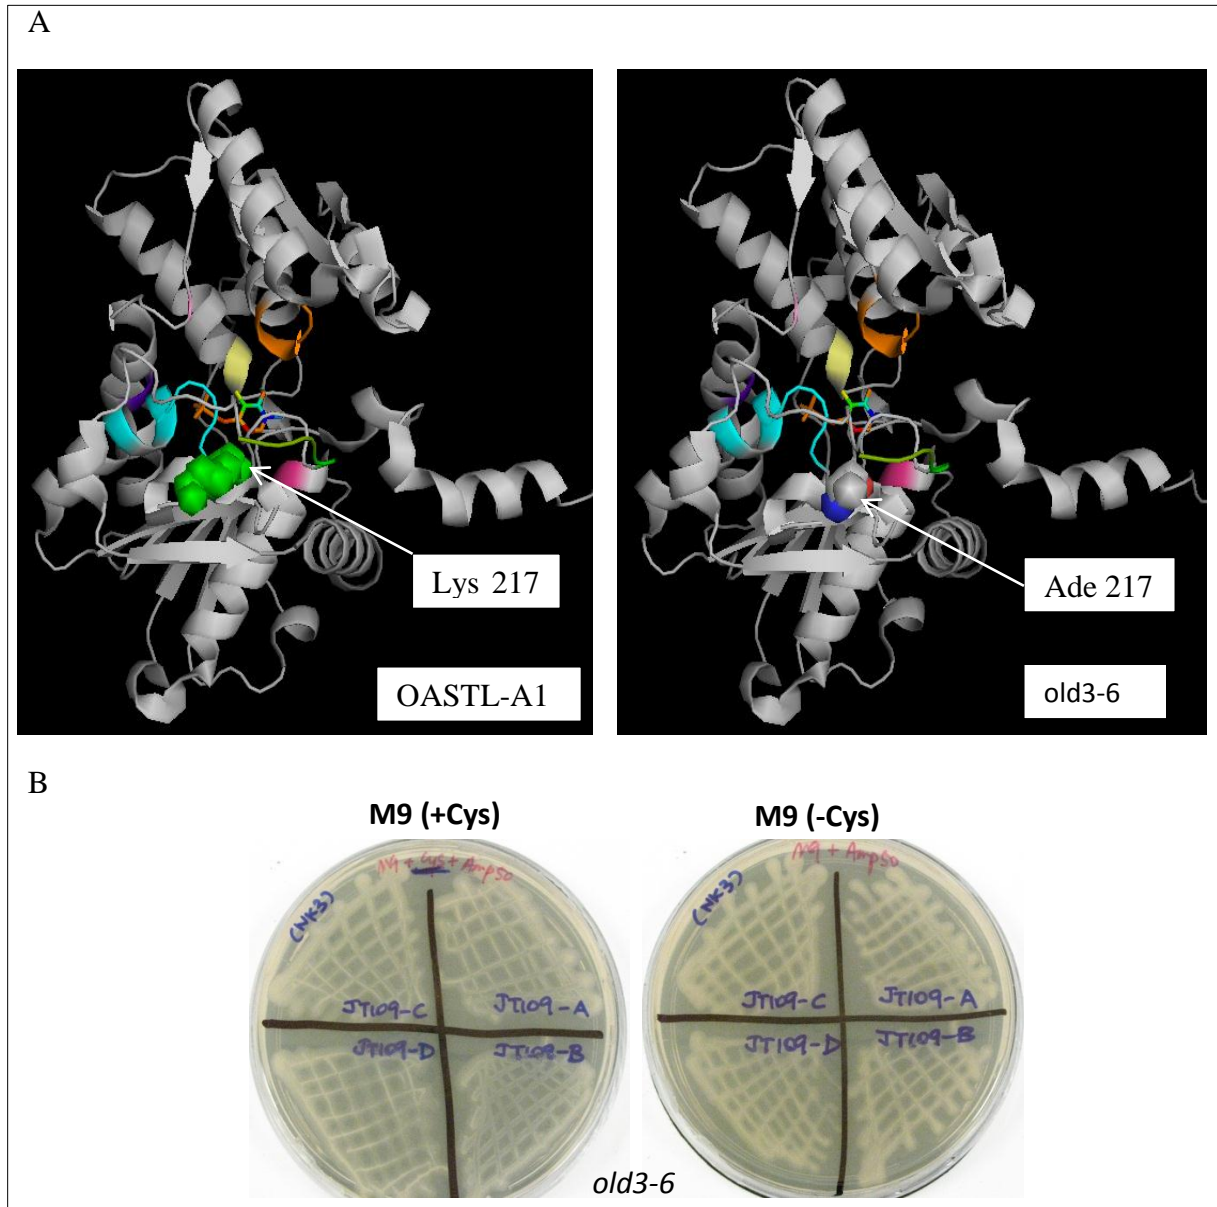 A
Lys 217
OASTL-A1
Ade 217
old3-6
B
M9 (+Cys)
M9 (-Cys)
M9 + Cys + Amp50
M9 + Amp50
(NK3)
(NK3)
JT109-C
JT109-A
JT109-D
JT109-B
JT109-C
JT109-A
JT109-D
JT109-B
old3-6